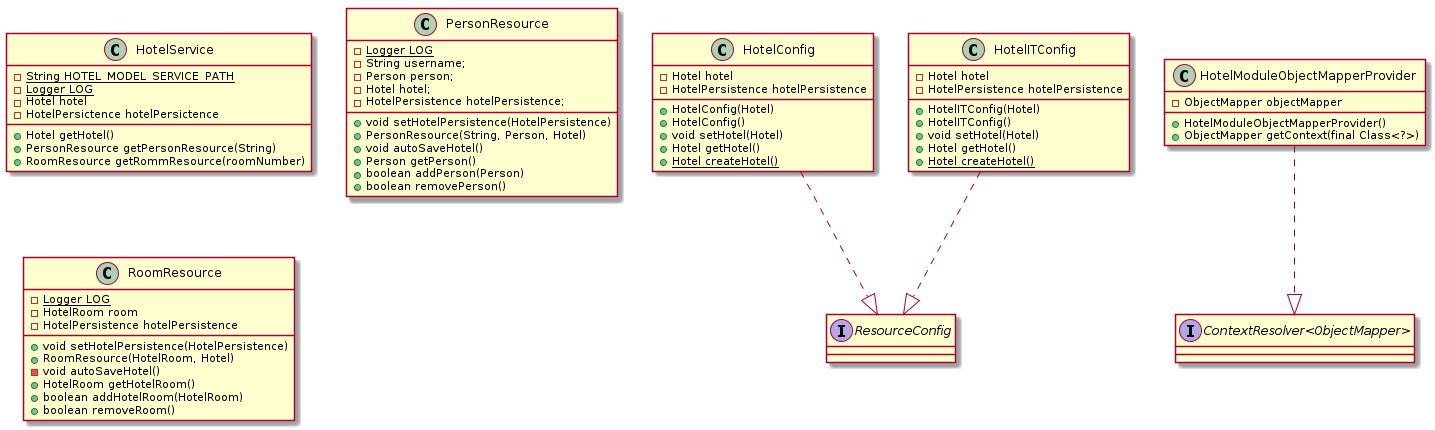 C HotelService
String HOTEL_MODEL_SERVICE_PATH
Logger LOG
Hotel hotel
HotelPersictence hotelPersictence
Hotel getHotel()
PersonResource getPersonResource(String)
RoomResource getRommResource(roomNumber)
C PersonResource
Logger LOG
String username;
Person person;
Hotel hotel;
HotelPersistence hotelPersistence;
void setHotelPersistence(HotelPersistence)
PersonResource(String, Person, Hotel)
void autoSaveHotel()
Person getPerson()
boolean addPerson(Person)
boolean removePerson()
C HotelConfig
Hotel hotel
HotelPersistence hotelPersistence
HotelConfig(Hotel)
HotelConfig()
void setHotel(Hotel)
Hotel getHotel()
Hotel createHotel()
C HotelITConfig
Hotel hotel
HotelPersistence hotelPersistence
HotelITConfig(Hotel)
HotelITConfig()
void setHotel(Hotel)
Hotel getHotel()
Hotel createHotel()
C HotelModuleObjectMapperProvider
ObjectMapper objectMapper
HotelModuleObjectMapperProvider()
ObjectMapper getContext(final Class<?>)
C RoomResource
Logger LOG
HotelRoom room
HotelPersistence hotelPersistence
void setHotelPersistence(HotelPersistence)
RoomResource(HotelRoom, Hotel)
void autoSaveHotel()
HotelRoom getHotelRoom()
boolean addHotelRoom(HotelRoom)
boolean removeRoom()
I ResourceConfig
I ContextResolver<ObjectMapper>